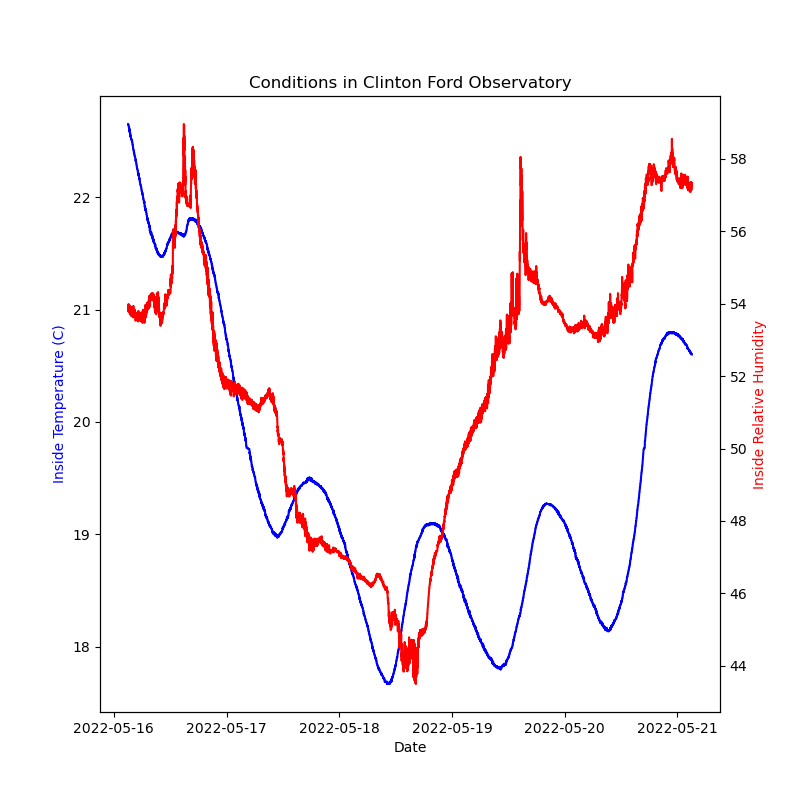 Conditions in Clinton Ford Observatory
Inside Temperature (C)
22
21
20
19
18
58
56
54
52
50
48
46
44
Inside Relative Humidity
2022-05-16 2022-05-17 2022-05-18 2022-05-19 2022-05-20 2022-05-21
Date